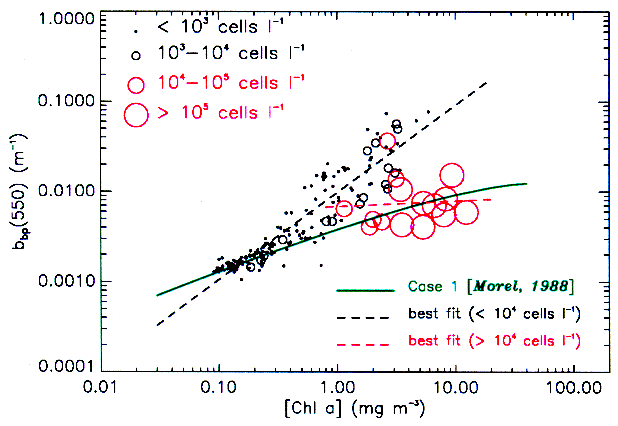 1.0000
0.1000
0.0100
0.0010
0.0001
b_bp(550) (m⁻¹)
< 10³ cells l⁻¹
10³–10⁴ cells l⁻¹
10⁴–10⁵ cells l⁻¹
> 10⁵ cells l⁻¹
Case 1 [Morel, 1988]
best fit (< 10⁴ cells l⁻¹)
best fit (> 10⁴ cells l⁻¹)
0.01 0.10 1.00 10.00 100.00
[Chl a] (mg m⁻³)